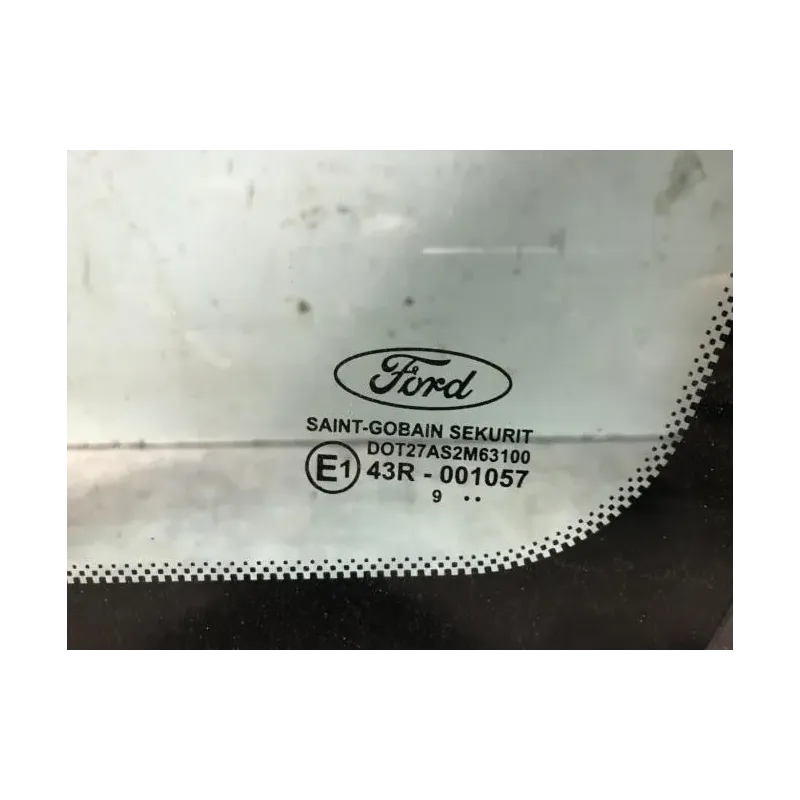 Ford
SAINT-GOBAIN SEKURIT
DOT27AS2M63100
E1 43R - 001057
9 ..